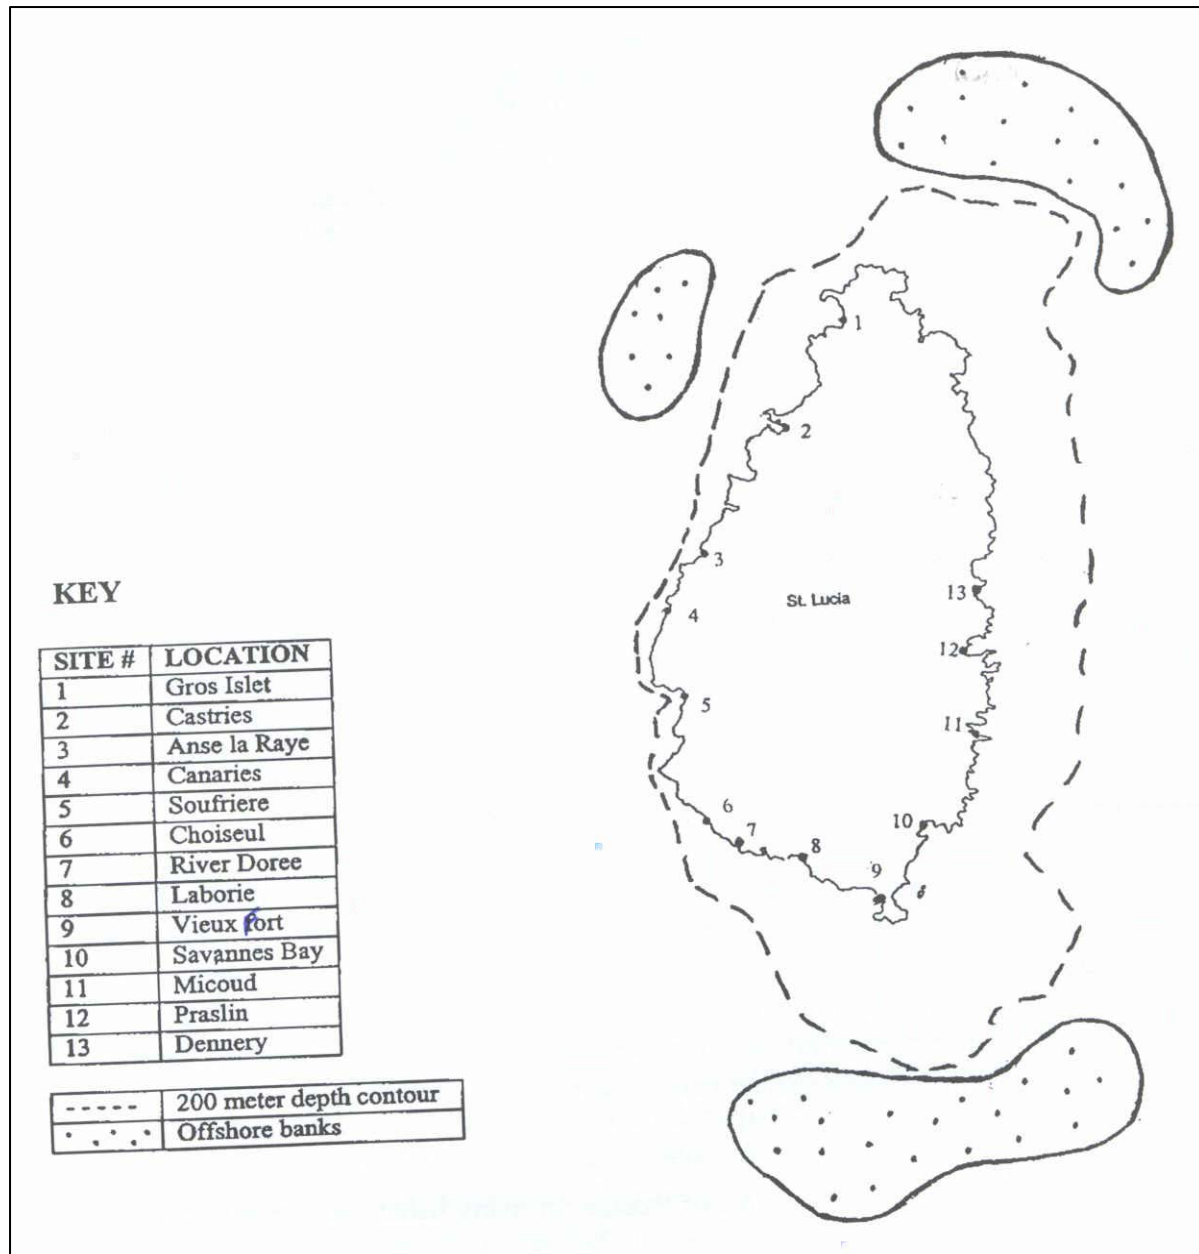 1
2
3
St. Lucia
13
4
12
5
11
6
7
10
8
9
KEY
SITE # LOCATION
1 Gros Islet
2 Castries
3 Anse la Raye
4 Canaries
5 Soufriere
6 Choiseul
7 River Doree
8 Laborie
9 Vieux Fort
10 Savannes Bay
11 Micoud
12 Praslin
13 Dennery
200 meter depth contour
Offshore banks